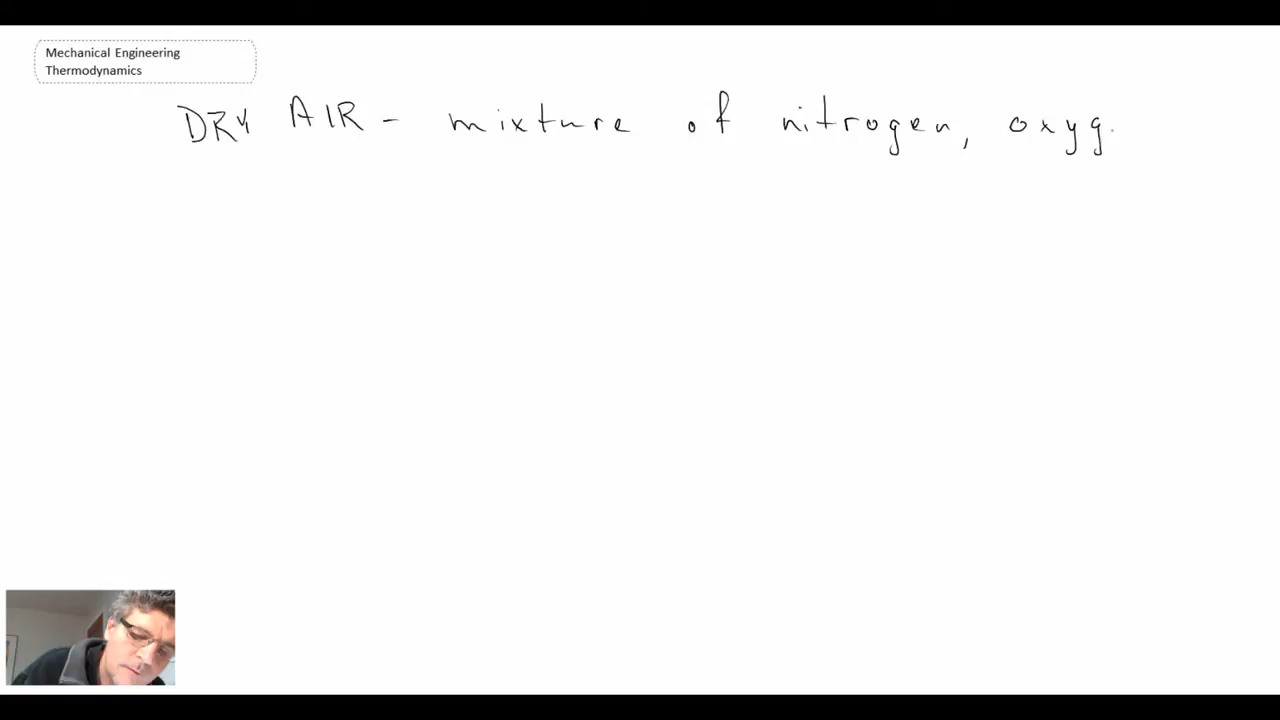 Mechanical Engineering
Thermodynamics
DRY AIR - mixture of nitrogen, oxyg